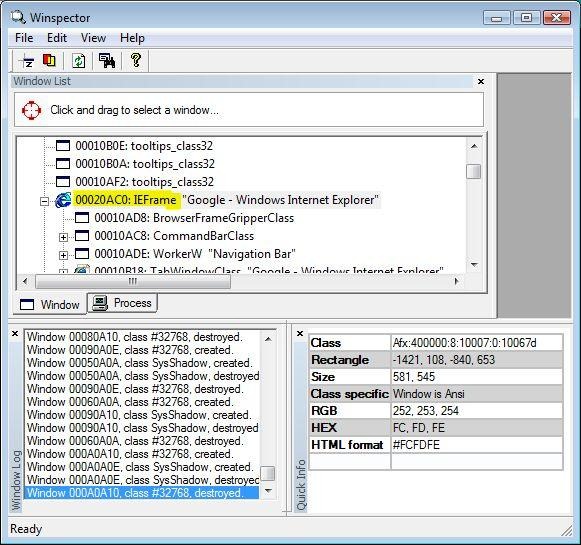 Winspector
File Edit View Help
Window List
Click and drag to select a window...
00010B0E: tooltips_class32
00010B0A: tooltips_class32
00010AF2: tooltips_class32
00020AC0: IEFrame "Google - Windows Internet Explorer"
00010AD8: BrowserFrameGripperClass
00010AC8: CommandBarClass
00010ADE: WorkerW "Navigation Bar"
00010B18: TabWindowClass "Google - Windows Internet Explorer"
Window Process
Window Log
Window 00080A10, class #32768, destroyed.
Window 00090A0E, class #32768, created.
Window 00050A0A, class SysShadow, created.
Window 00050A0A, class SysShadow, destroyed
Window 00090A0E, class #32768, destroyed.
Window 00090A10, class #32768, created.
Window 00060A0A, class SysShadow, created.
Window 00090A10, class #32768, destroyed.
Window 00060A0A, class SysShadow, destroyed
Window 000A0A10, class #32768, created.
Window 000A0A0E, class SysShadow, created.
Window 000A0A0E, class SysShadow, destroyed
Window 000A0A10, class #32768, destroyed.
Quick Info
Class Afx:400000:8:10007:0:10067d
Rectangle -1421, 108, -840, 653
Size 581, 545
Class specific Window is Ansi
RGB 252, 253, 254
HEX FC, FD, FE
HTML format #FCFDFE
Ready